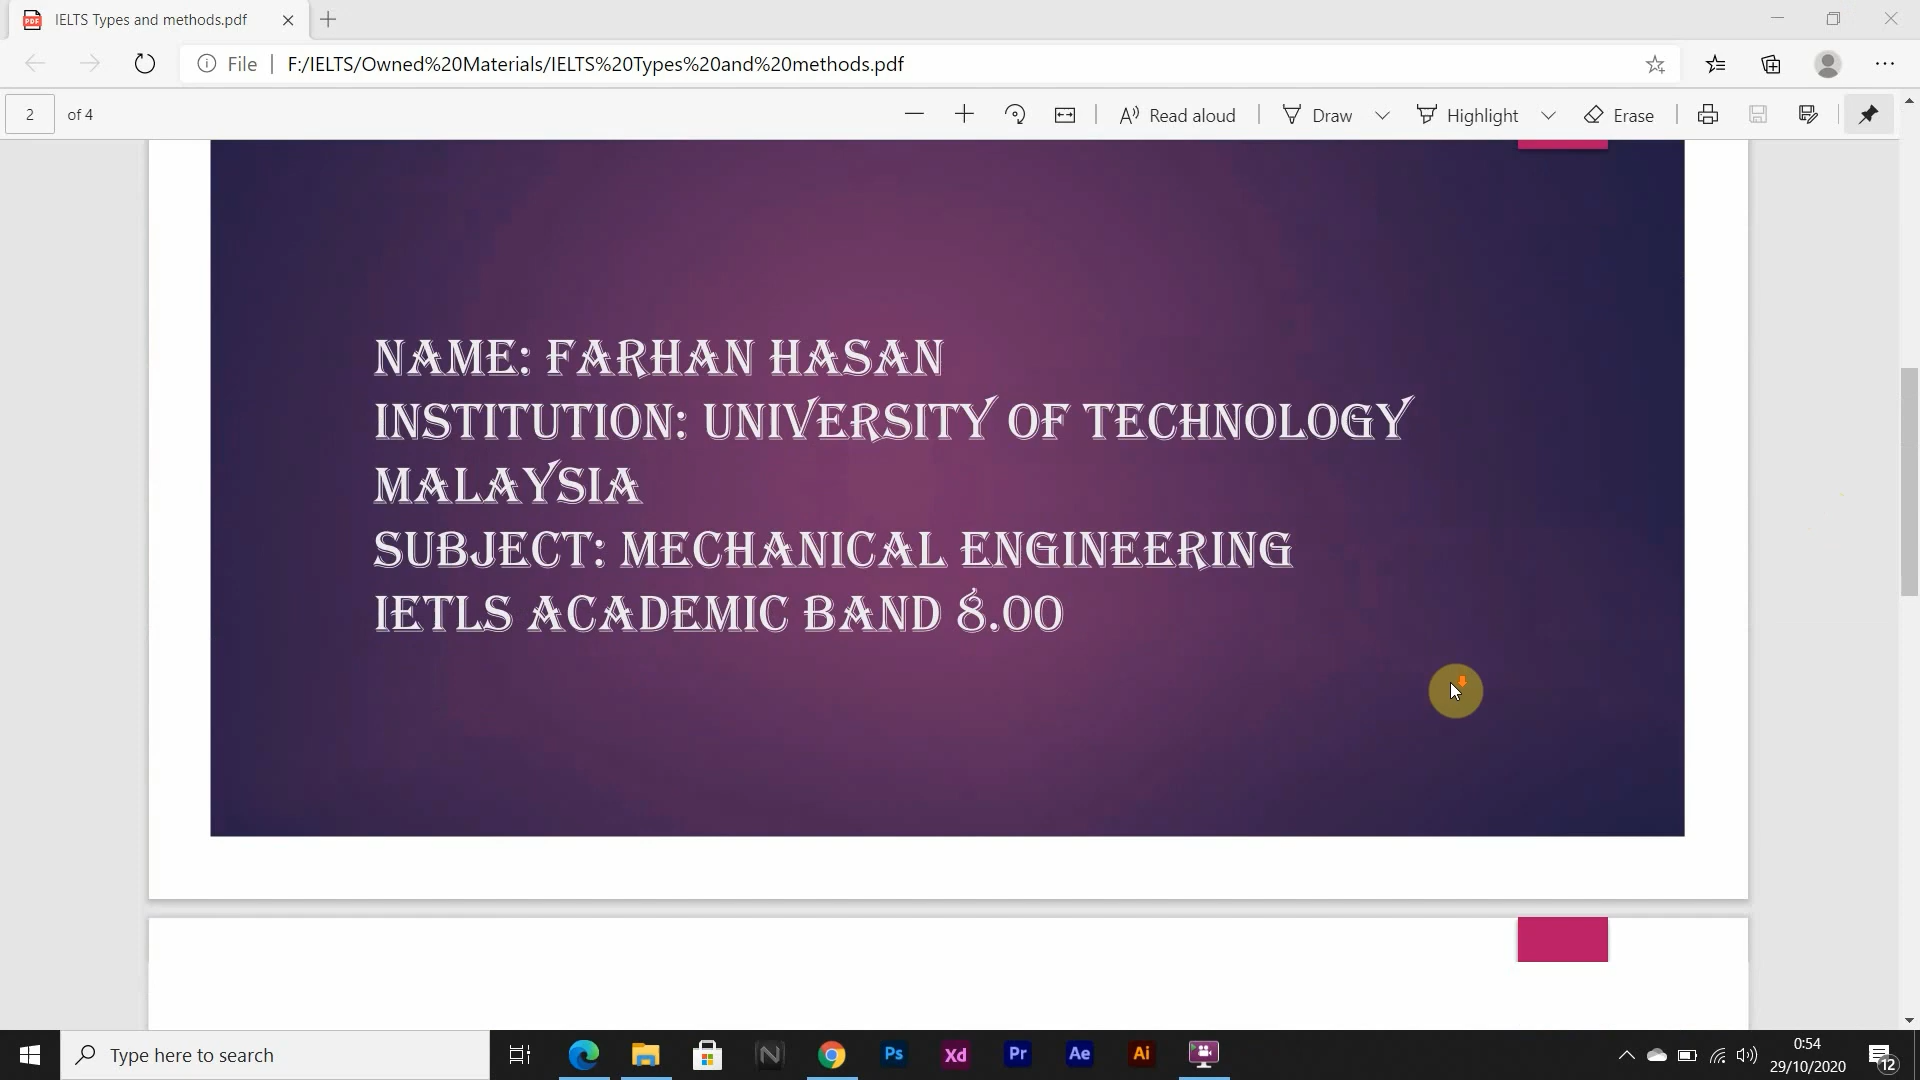 IELTS Types and methods.pdf
File
F:/IELTS/Owned%20Materials/IELTS%20Types%20and%20methods.pdf
2 of 4
Read aloud
Draw
Highlight
Erase
NAME: FARHAN HASAN
INSTITUTION: UNIVERSITY OF TECHNOLOGY
MALAYSIA
SUBJECT: MECHANICAL ENGINEERING
IETLS ACADEMIC BAND 8.00
Type here to search
Ps
Xd
Pr
Ae
Ai
0:54
29/10/2020
12